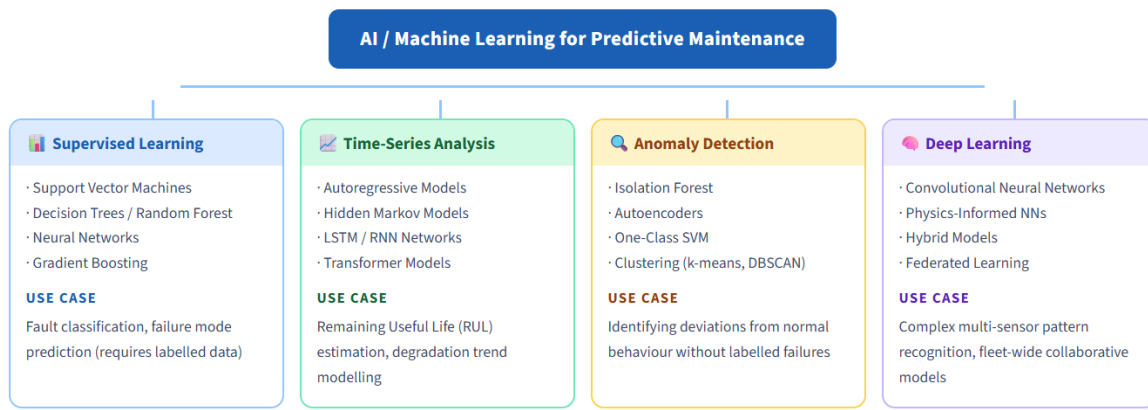 AI / Machine Learning for Predictive Maintenance
Supervised Learning
· Support Vector Machines
· Decision Trees / Random Forest
· Neural Networks
· Gradient Boosting
USE CASE
Fault classification, failure mode
prediction (requires labelled data)
Time-Series Analysis
· Autoregressive Models
· Hidden Markov Models
· LSTM / RNN Networks
· Transformer Models
USE CASE
Remaining Useful Life (RUL)
estimation, degradation trend
modelling
Anomaly Detection
· Isolation Forest
· Autoencoders
· One-Class SVM
· Clustering (k-means, DBSCAN)
USE CASE
Identifying deviations from normal
behaviour without labelled failures
Deep Learning
· Convolutional Neural Networks
· Physics-Informed NNs
· Hybrid Models
· Federated Learning
USE CASE
Complex multi-sensor pattern
recognition, fleet-wide collaborative
models